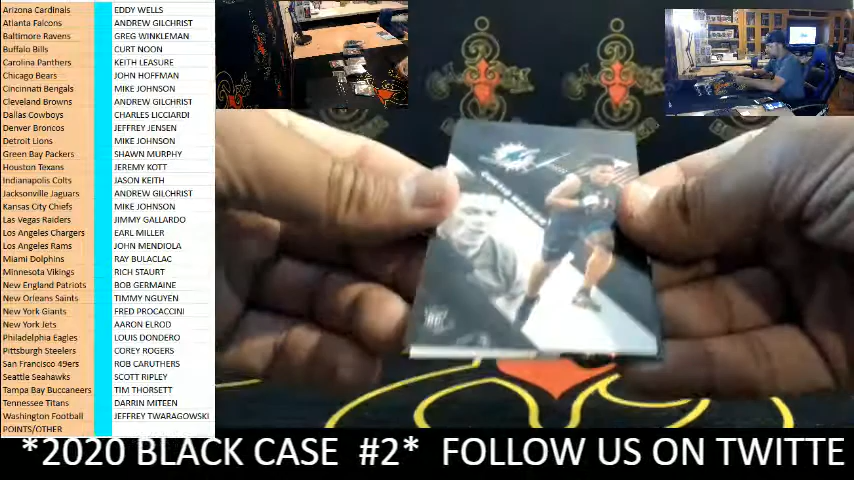 Arizona Cardinals EDDY WELLS
Atlanta Falcons ANDREW GILCHRIST
Baltimore Ravens GREG WINKLEMAN
Buffalo Bills CURT NOON
Carolina Panthers KEITH LEASURE
Chicago Bears JOHN HOFFMAN
Cincinnati Bengals MIKE JOHNSON
Cleveland Browns ANDREW GILCHRIST
Dallas Cowboys CHARLES LICCIARDI
Denver Broncos JEFFREY JENSEN
Detroit Lions MIKE JOHNSON
Green Bay Packers SHAWN MURPHY
Houston Texans JEREMY KOTT
Indianapolis Colts JASON KEITH
Jacksonville Jaguars ANDREW GILCHRIST
Kansas City Chiefs MIKE JOHNSON
Las Vegas Raiders JIMMY GALLARDO
Los Angeles Chargers EARL MILLER
Los Angeles Rams JOHN MENDIOLA
Miami Dolphins RAY BULACLAC
Minnesota Vikings RICH STAURT
New England Patriots BOB GERMAINE
New Orleans Saints TIMMY NGUYEN
New York Giants FRED PROCACCINI
New York Jets AARON ELROD
Philadelphia Eagles LOUIS DONDERO
Pittsburgh Steelers COREY ROGERS
San Francisco 49ers ROB CARUTHERS
Seattle Seahawks SCOTT RIPLEY
Tampa Bay Buccaneers TIM THORSETT
Tennessee Titans DARRIN MITEEN
Washington Football JEFFREY TWARAGOWSKI
POINTS/OTHER
*2020 BLACK CASE #2* FOLLOW US ON TWITTE